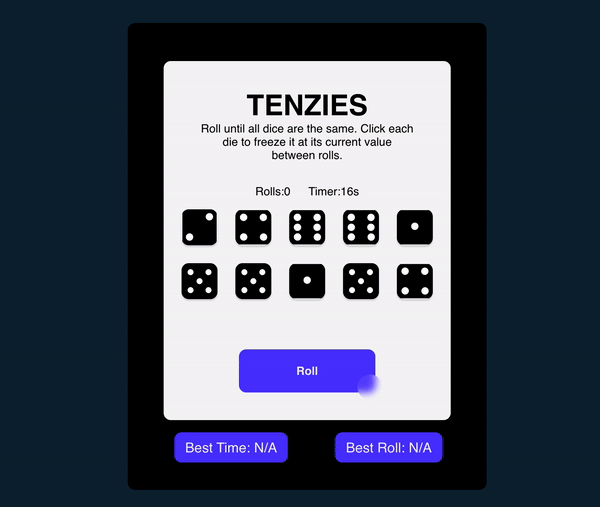 TENZIES
Roll until all dice are the same. Click each
die to freeze it at its current value
between rolls.
Rolls:0 Timer:16s
Roll
Best Time: N/A Best Roll: N/A